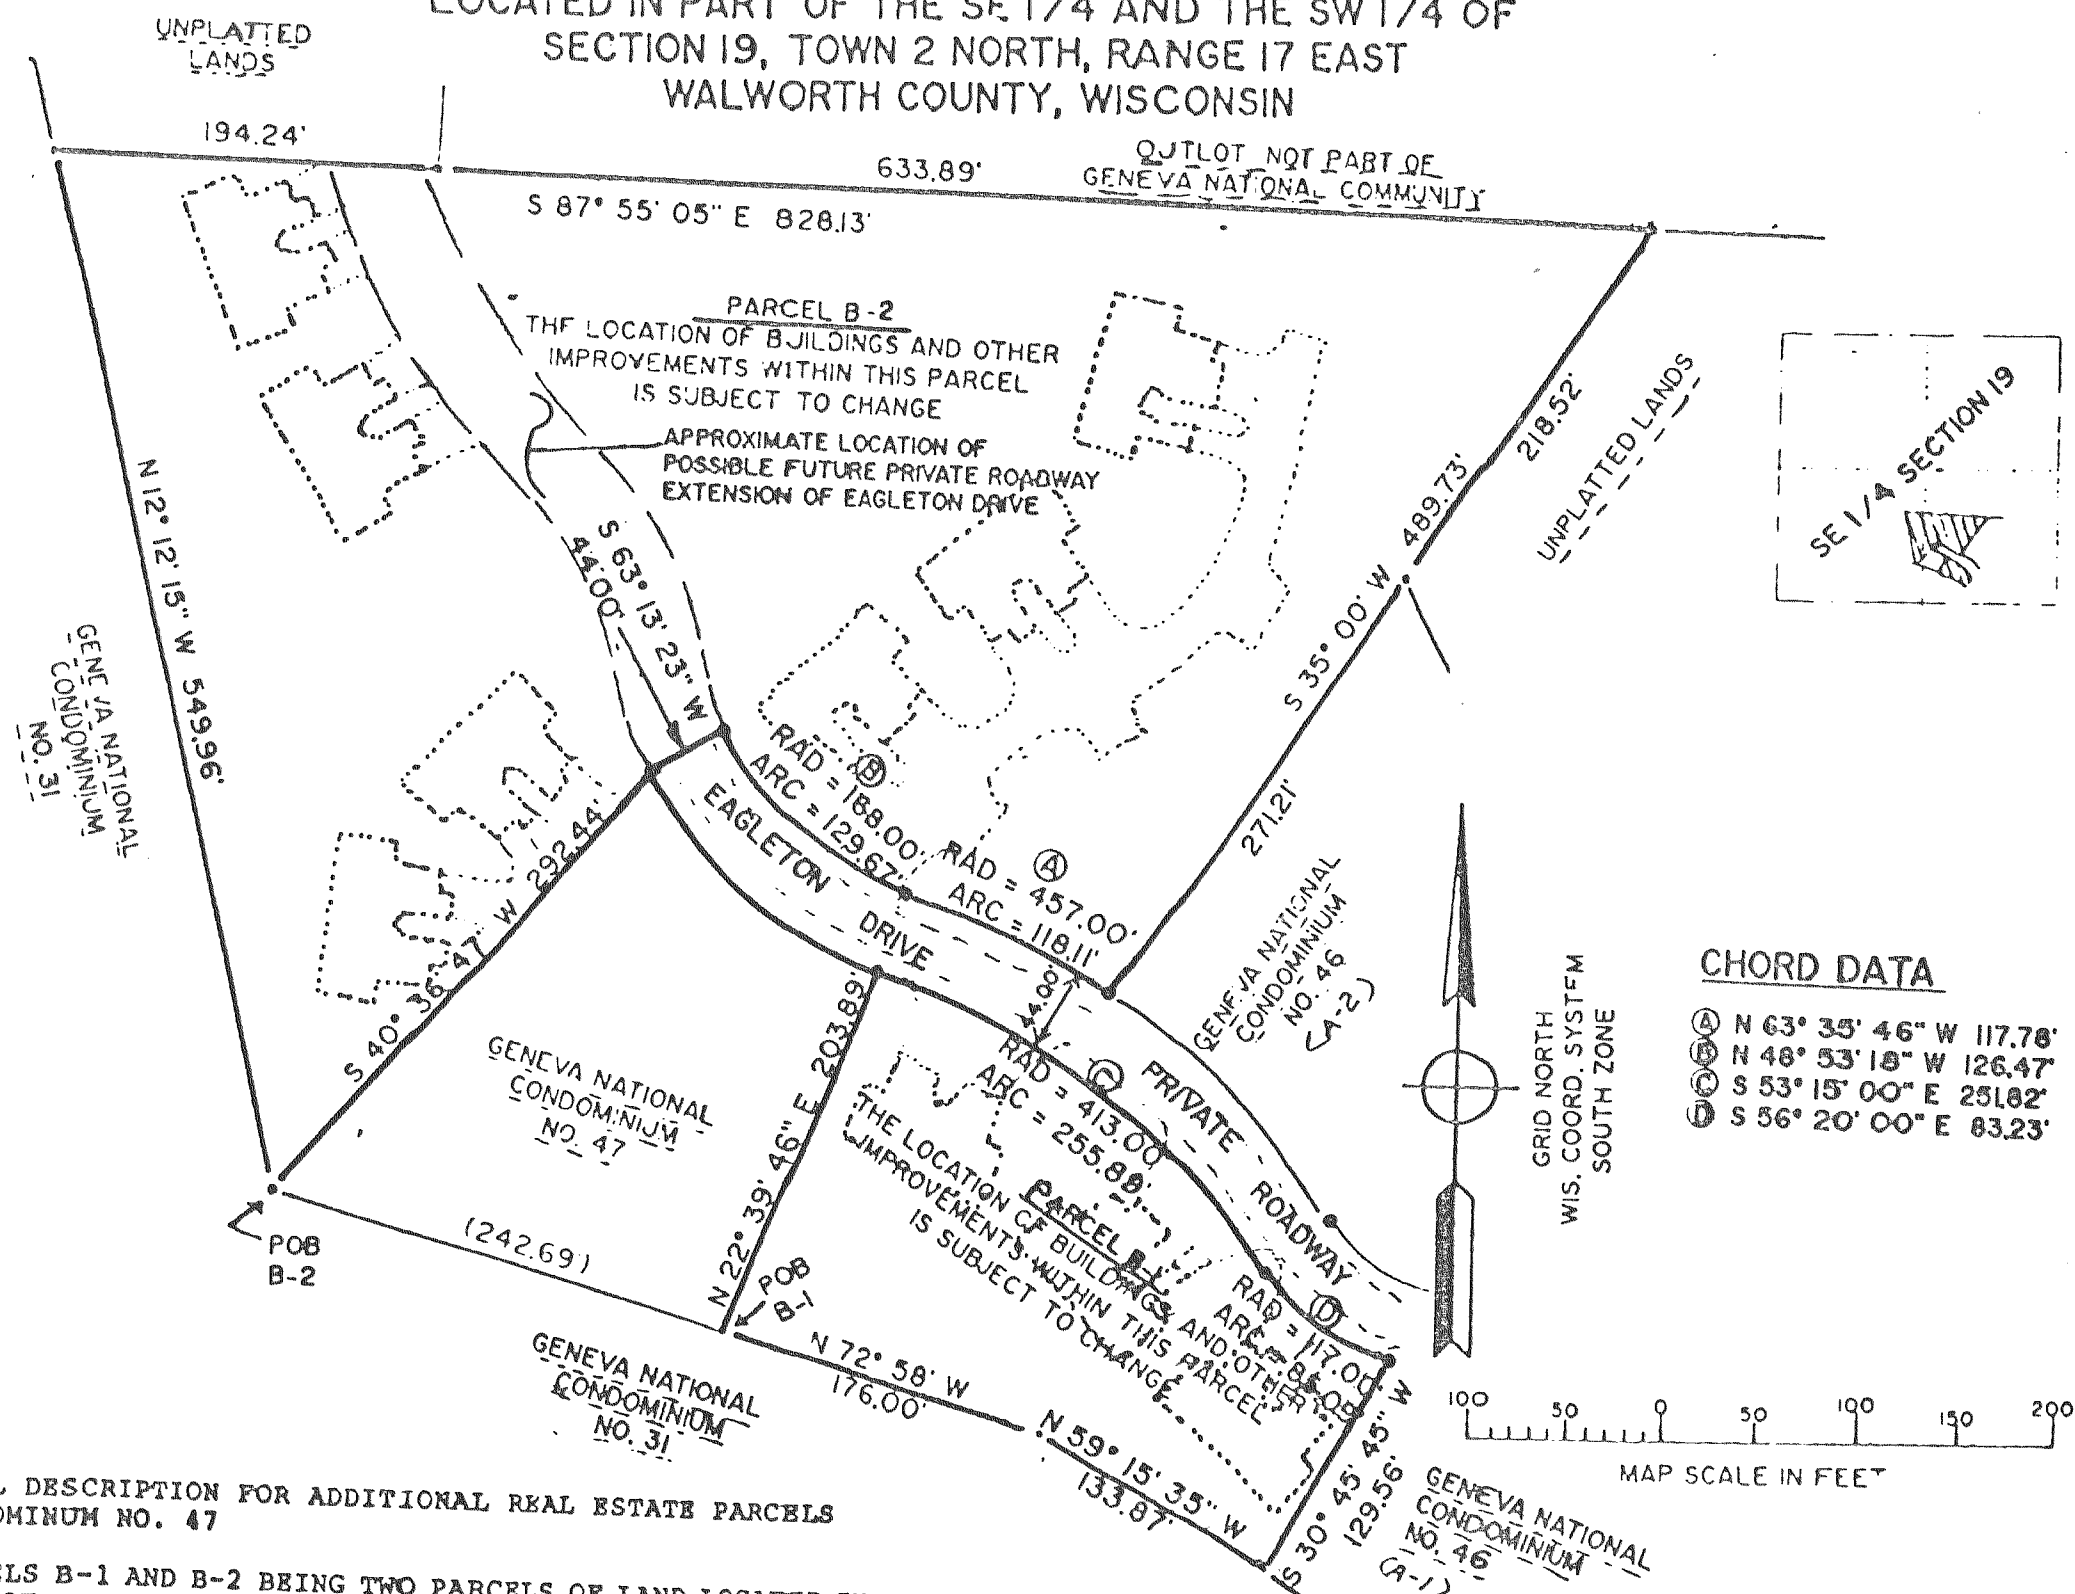 LOCATED IN PART OF THE SE 1/4 AND THE SW 1/4 OF
SECTION 19, TOWN 2 NORTH, RANGE 17 EAST
WALWORTH COUNTY, WISCONSIN
UNPLATTED
LANDS
194.24'
633.89'
OUTLOT NOT PART OF
GENEVA NATIONAL COMMUNITY
S 87° 55' 05" E 828.13'
PARCEL B-2
THE LOCATION OF BUILDINGS AND OTHER
IMPROVEMENTS WITHIN THIS PARCEL
IS SUBJECT TO CHANGE
APPROXIMATE LOCATION OF
POSSIBLE FUTURE PRIVATE ROADWAY
EXTENSION OF EAGLETON DRIVE
S 63° 13' 23" W
44.00'
N 12° 12' 15" W 549.96'
GENEVA NATIONAL
CONDOMINIUM
NO. 31
218.52'
489.73'
S 35° 00' W
271.21'
UNPLATTED LANDS
SE 1/4 SECTION 19
B
RAD = 188.00'
ARC = 129.67'
A
RAD = 457.00'
ARC = 118.11'
EAGLETON
DRIVE
PRIVATE
ROADWAY
44.00'
S 40° 36' 47" W 292.44'
GENEVA NATIONAL
CONDOMINIUM
NO. 47
N 22° 39' 46" E 203.89'
GENEVA NATIONAL
CONDOMINIUM
NO. 46
(A-2)
C
RAD = 413.00'
ARC = 255.89'
PARCEL B-1
THE LOCATION OF BUILDINGS AND OTHER
IMPROVEMENTS WITHIN THIS PARCEL
IS SUBJECT TO CHANGE
D
RAD = 117.00'
ARC =
GRID NORTH
WIS. COORD. SYSTEM
SOUTH ZONE
CHORD DATA
A N 63° 35' 46" W 117.78'
B N 48° 53' 18" W 126.47'
C S 53° 15' 00" E 251.82'
D S 56° 20' 00" E 83.23'
POB
B-2
(242.69')
POB
B-1
N 72° 58' W
176.00'
N 59° 15' 35" W
133.87'
S 30° 45' 45" W
129.56'
GENEVA NATIONAL
CONDOMINIUM
NO. 31
GENEVA NATIONAL
CONDOMINIUM
NO. 46
(A-1)
100 50 0 50 100 150 200
MAP SCALE IN FEET
DESCRIPTION FOR ADDITIONAL REAL ESTATE PARCELS
OMINUM NO. 47
ELS B-1 AND B-2 BEING TWO PARCELS OF LAND LOCATED